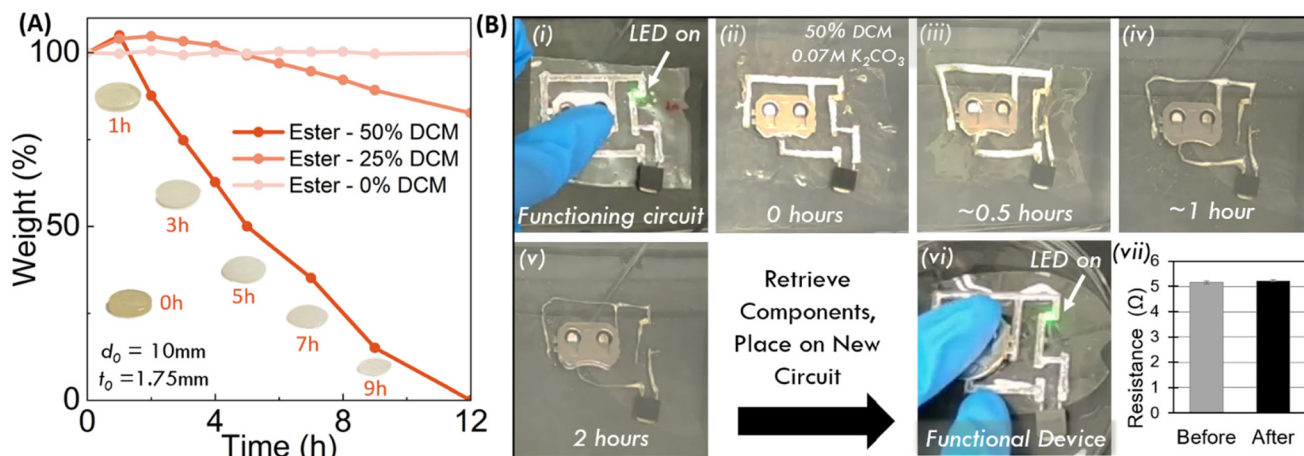 (A)
Weight (%)
100
50
0
0
4
8
12
Time (h)
Ester - 50% DCM
Ester - 25% DCM
Ester - 0% DCM
1h
3h
0h
5h
7h
9h
d₀ = 10mm
t₀ = 1.75mm
(B)
(i)
LED on
Functioning circuit
(ii)
50% DCM
0.07M K₂CO₃
0 hours
(iii)
~0.5 hours
(iv)
~1 hour
(v)
2 hours
Retrieve
Components,
Place on New
Circuit
(vi)
LED on
Functional Device
(vii)
Resistance (Ω)
6
5
4
3
2
1
0
Before After